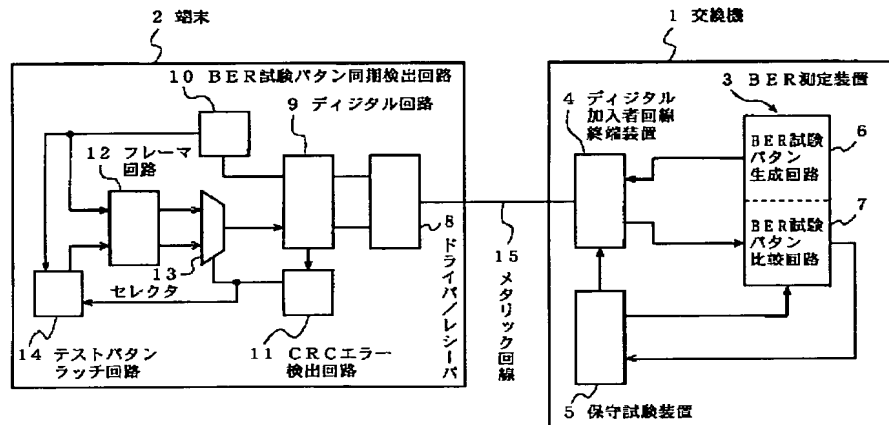 2 端末
1 交換機
10 BER試験パタン同期検出回路
9 ディジタル回路
12 フレーマ
回路
13
セレクタ
14 テストパタン
ラッチ回路
11 CRCエラー
検出回路
8 ドライバ/レシーバ
15 メタリック回線
4 ディジタル
加入者回線
終端装置
3 BER測定装置
BER試験
パタン
生成回路
6
BER試験
パタン
比較回路
7
5 保守試験装置